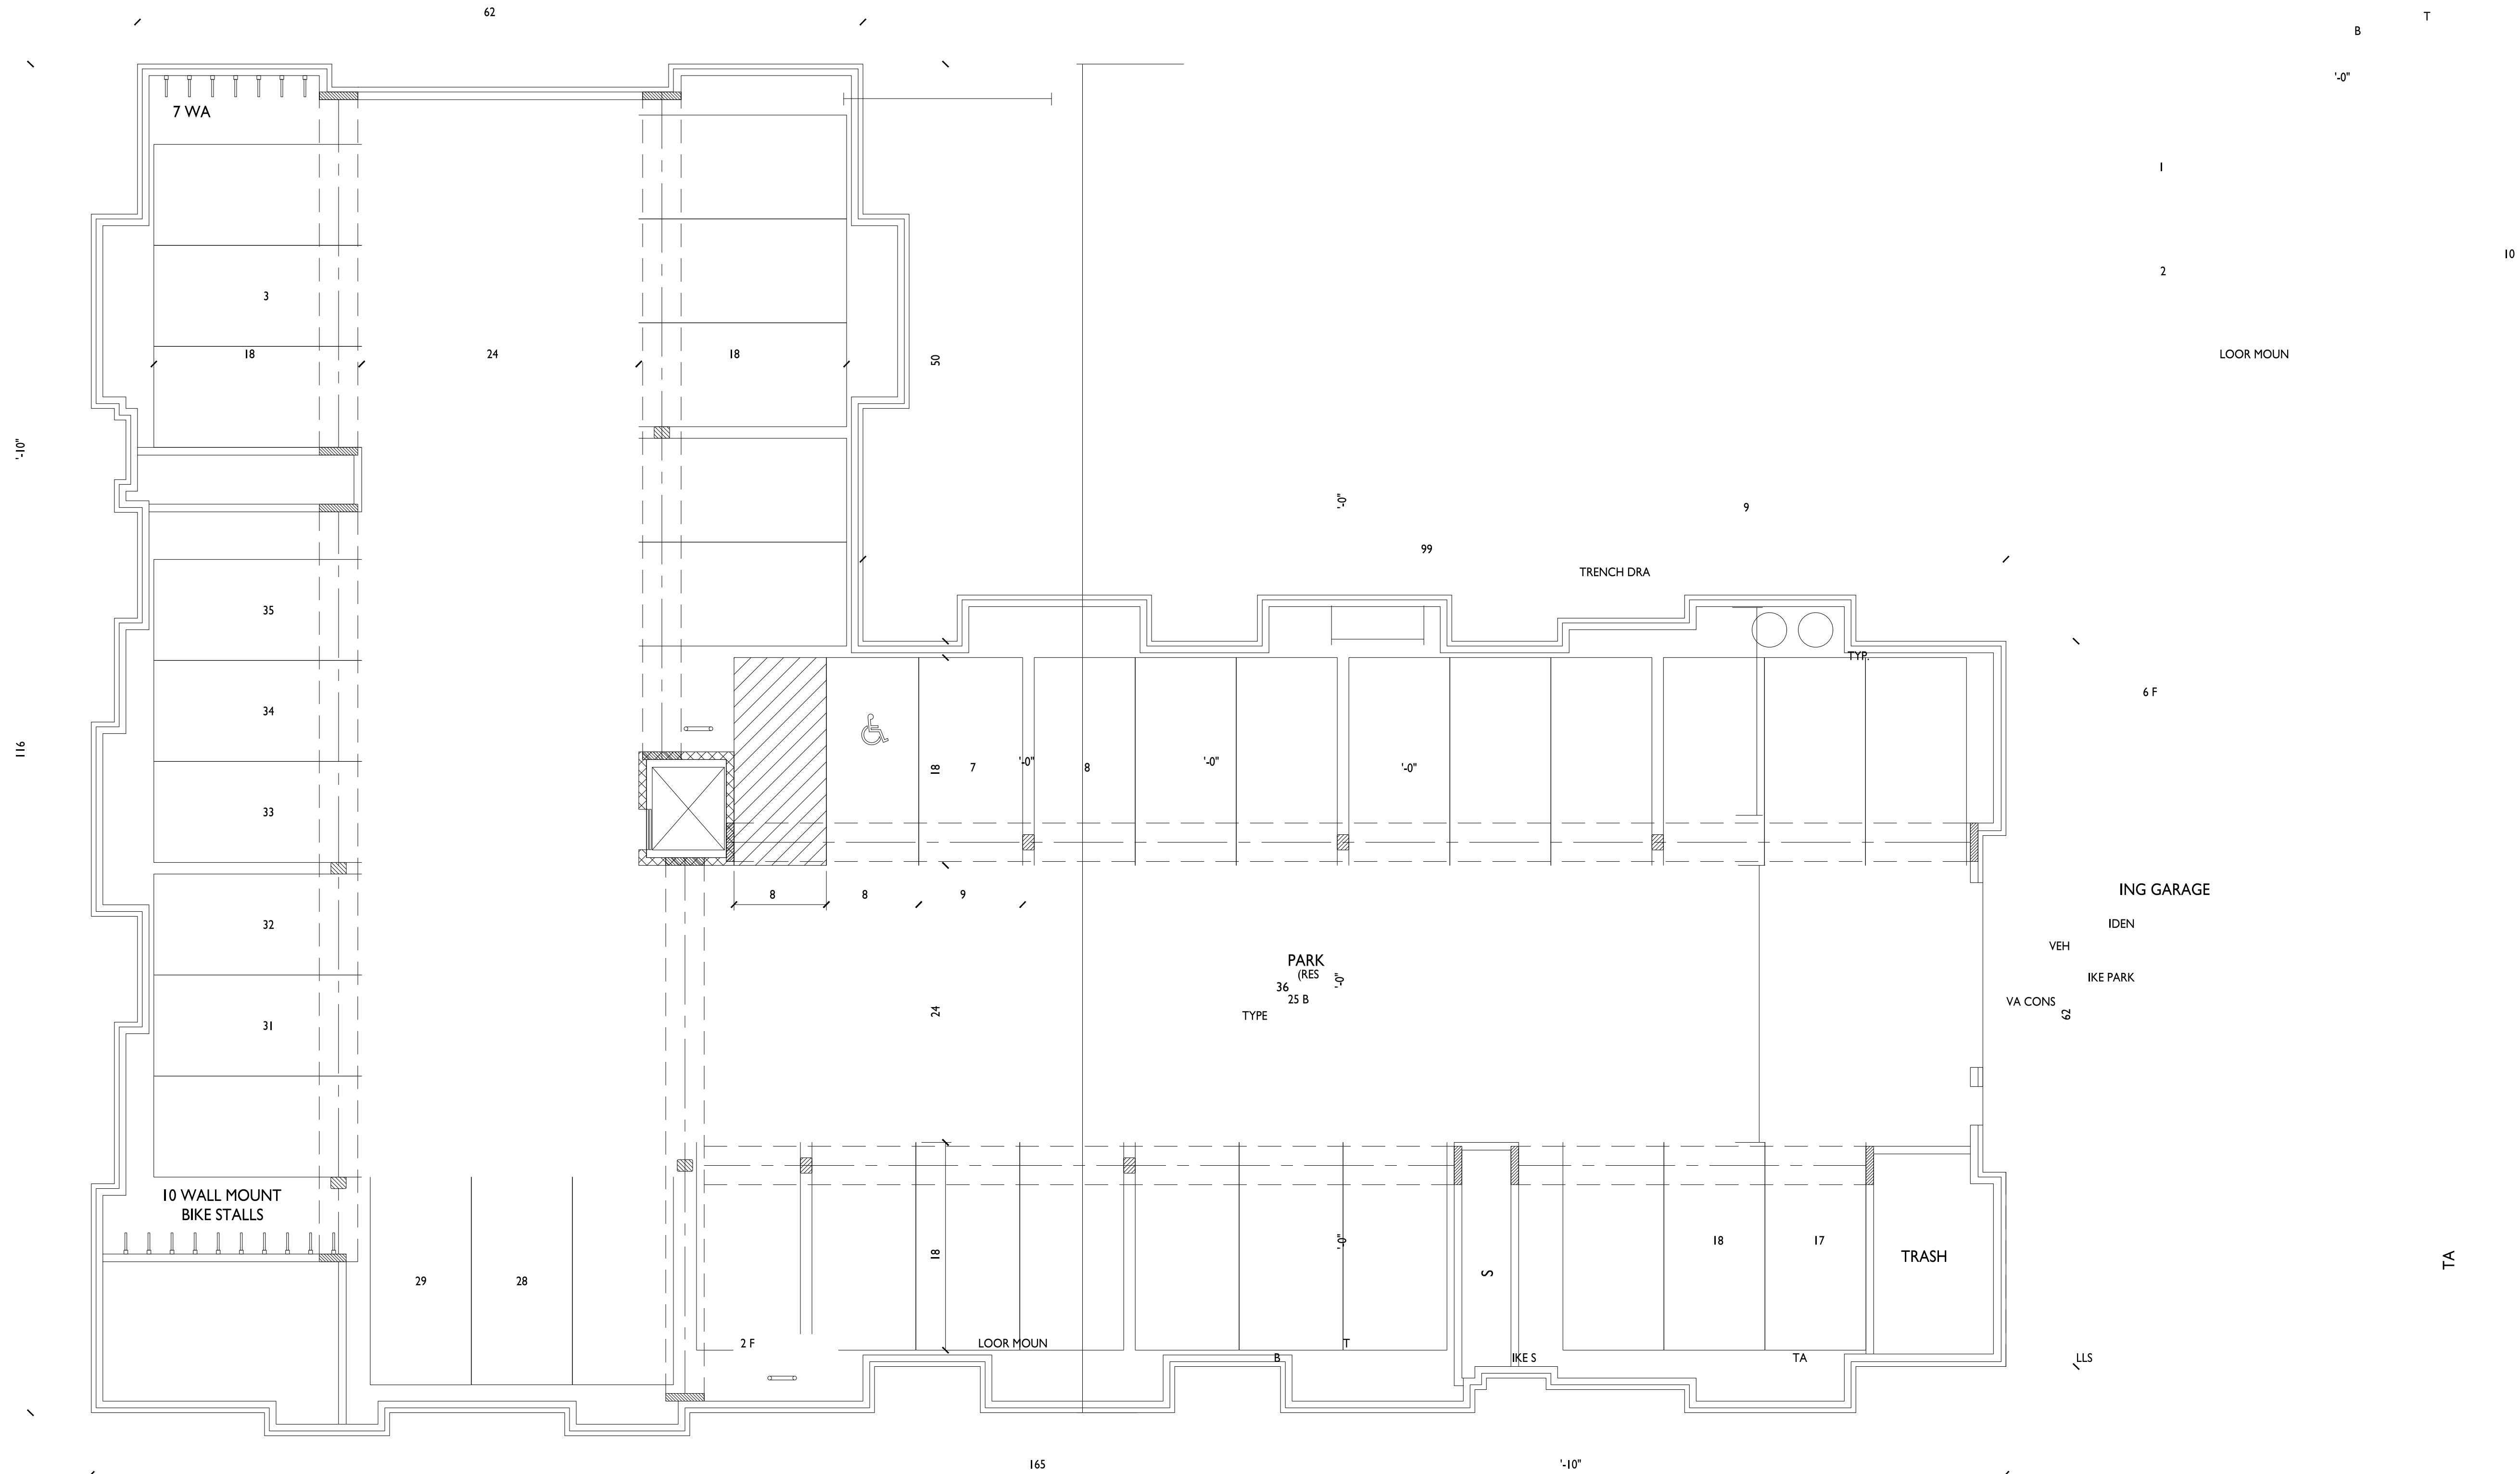 62
T
B
'-0"
7 WA
1
10
2
3
18
24
18
50
LOOR MOUN
'-10"
'-0"
9
99
TRENCH DRA
35
TYP.
6 F
34
116
18
7
'-0"
8
'-0"
'-0"
33
8
8
9
ING GARAGE
32
IDEN
VEH
PARK
(RES
'-0"
IKE PARK
36
25 B
VA CONS
TYPE
24
62
31
10 WALL MOUNT
BIKE STALLS
18
'-0"
18
17
TRASH
TA
S
29
28
2 F
LOOR MOUN
T
B
IKE S
TA
LLS
165
'-10"